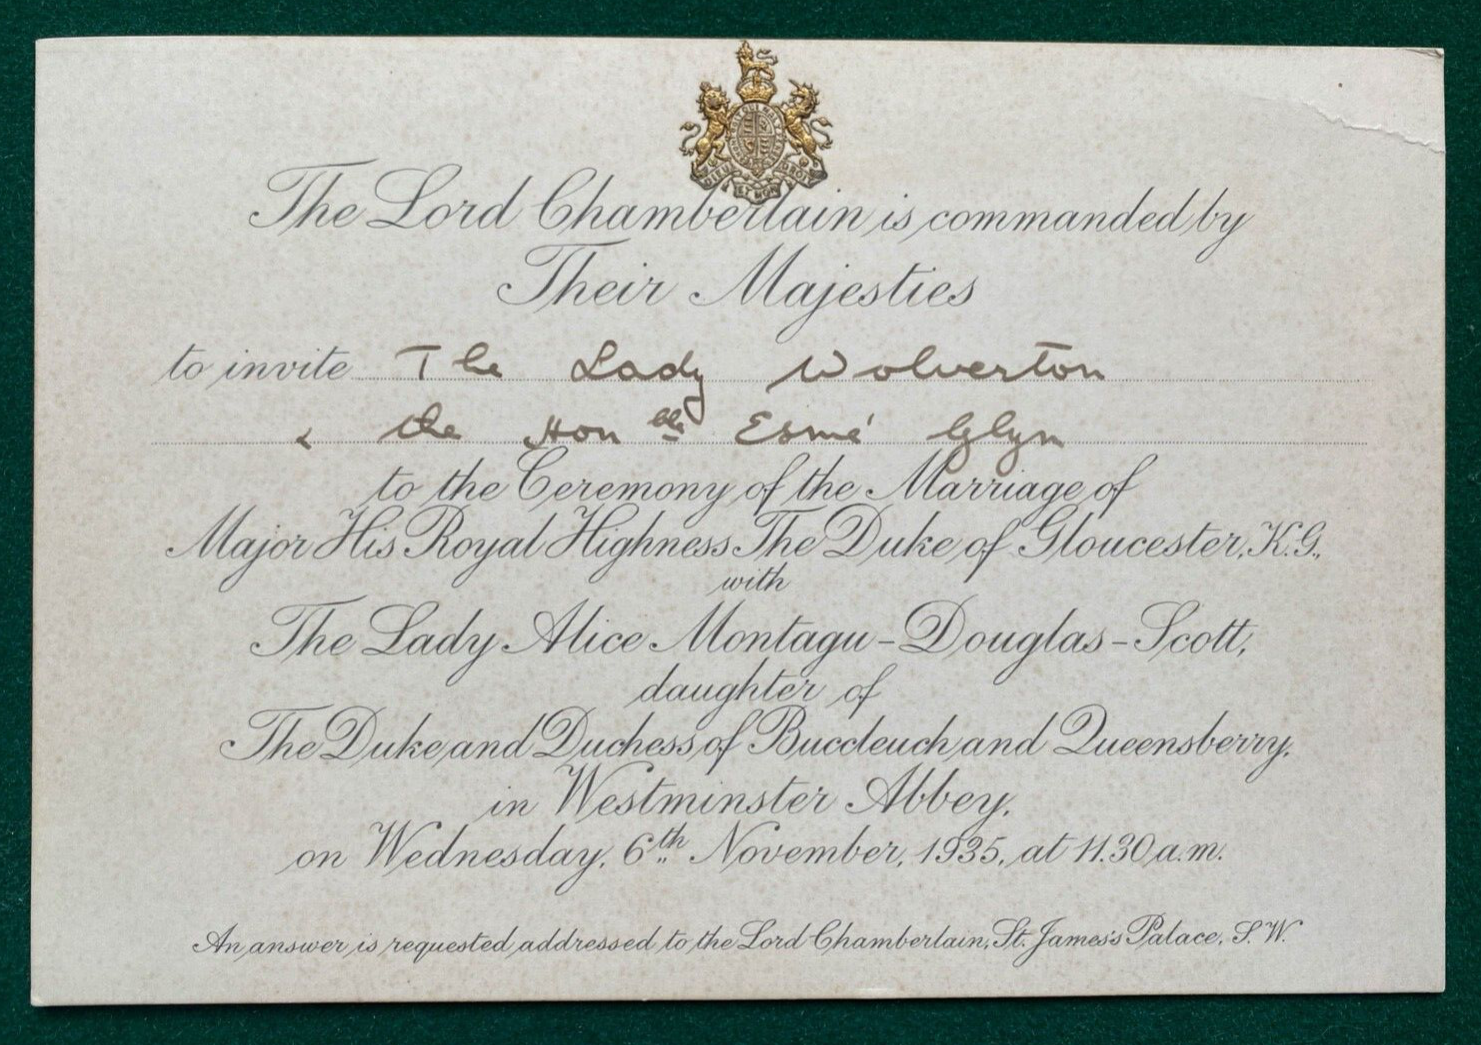 The Lord Chamberlain is commanded by
Their Majesties
to invite The Lady Wolverton
& the Honble Esmé Glyn
to the Ceremony of the Marriage of
Major His Royal Highness The Duke of Gloucester, K.G.,
with
The Lady Alice Montagu-Douglas-Scott,
daughter of
The Duke and Duchess of Buccleuch and Queensberry,
in Westminster Abbey,
on Wednesday, 6th November, 1935, at 11.30 a.m.
An answer is requested addressed to the Lord Chamberlain, St. James's Palace, S.W.